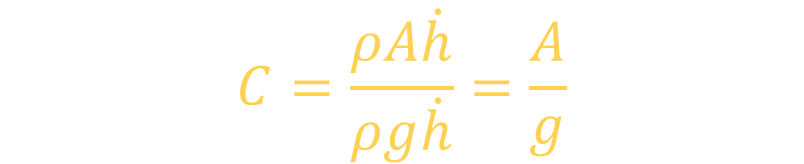 C = ρAḣ / ρgḣ = A / g